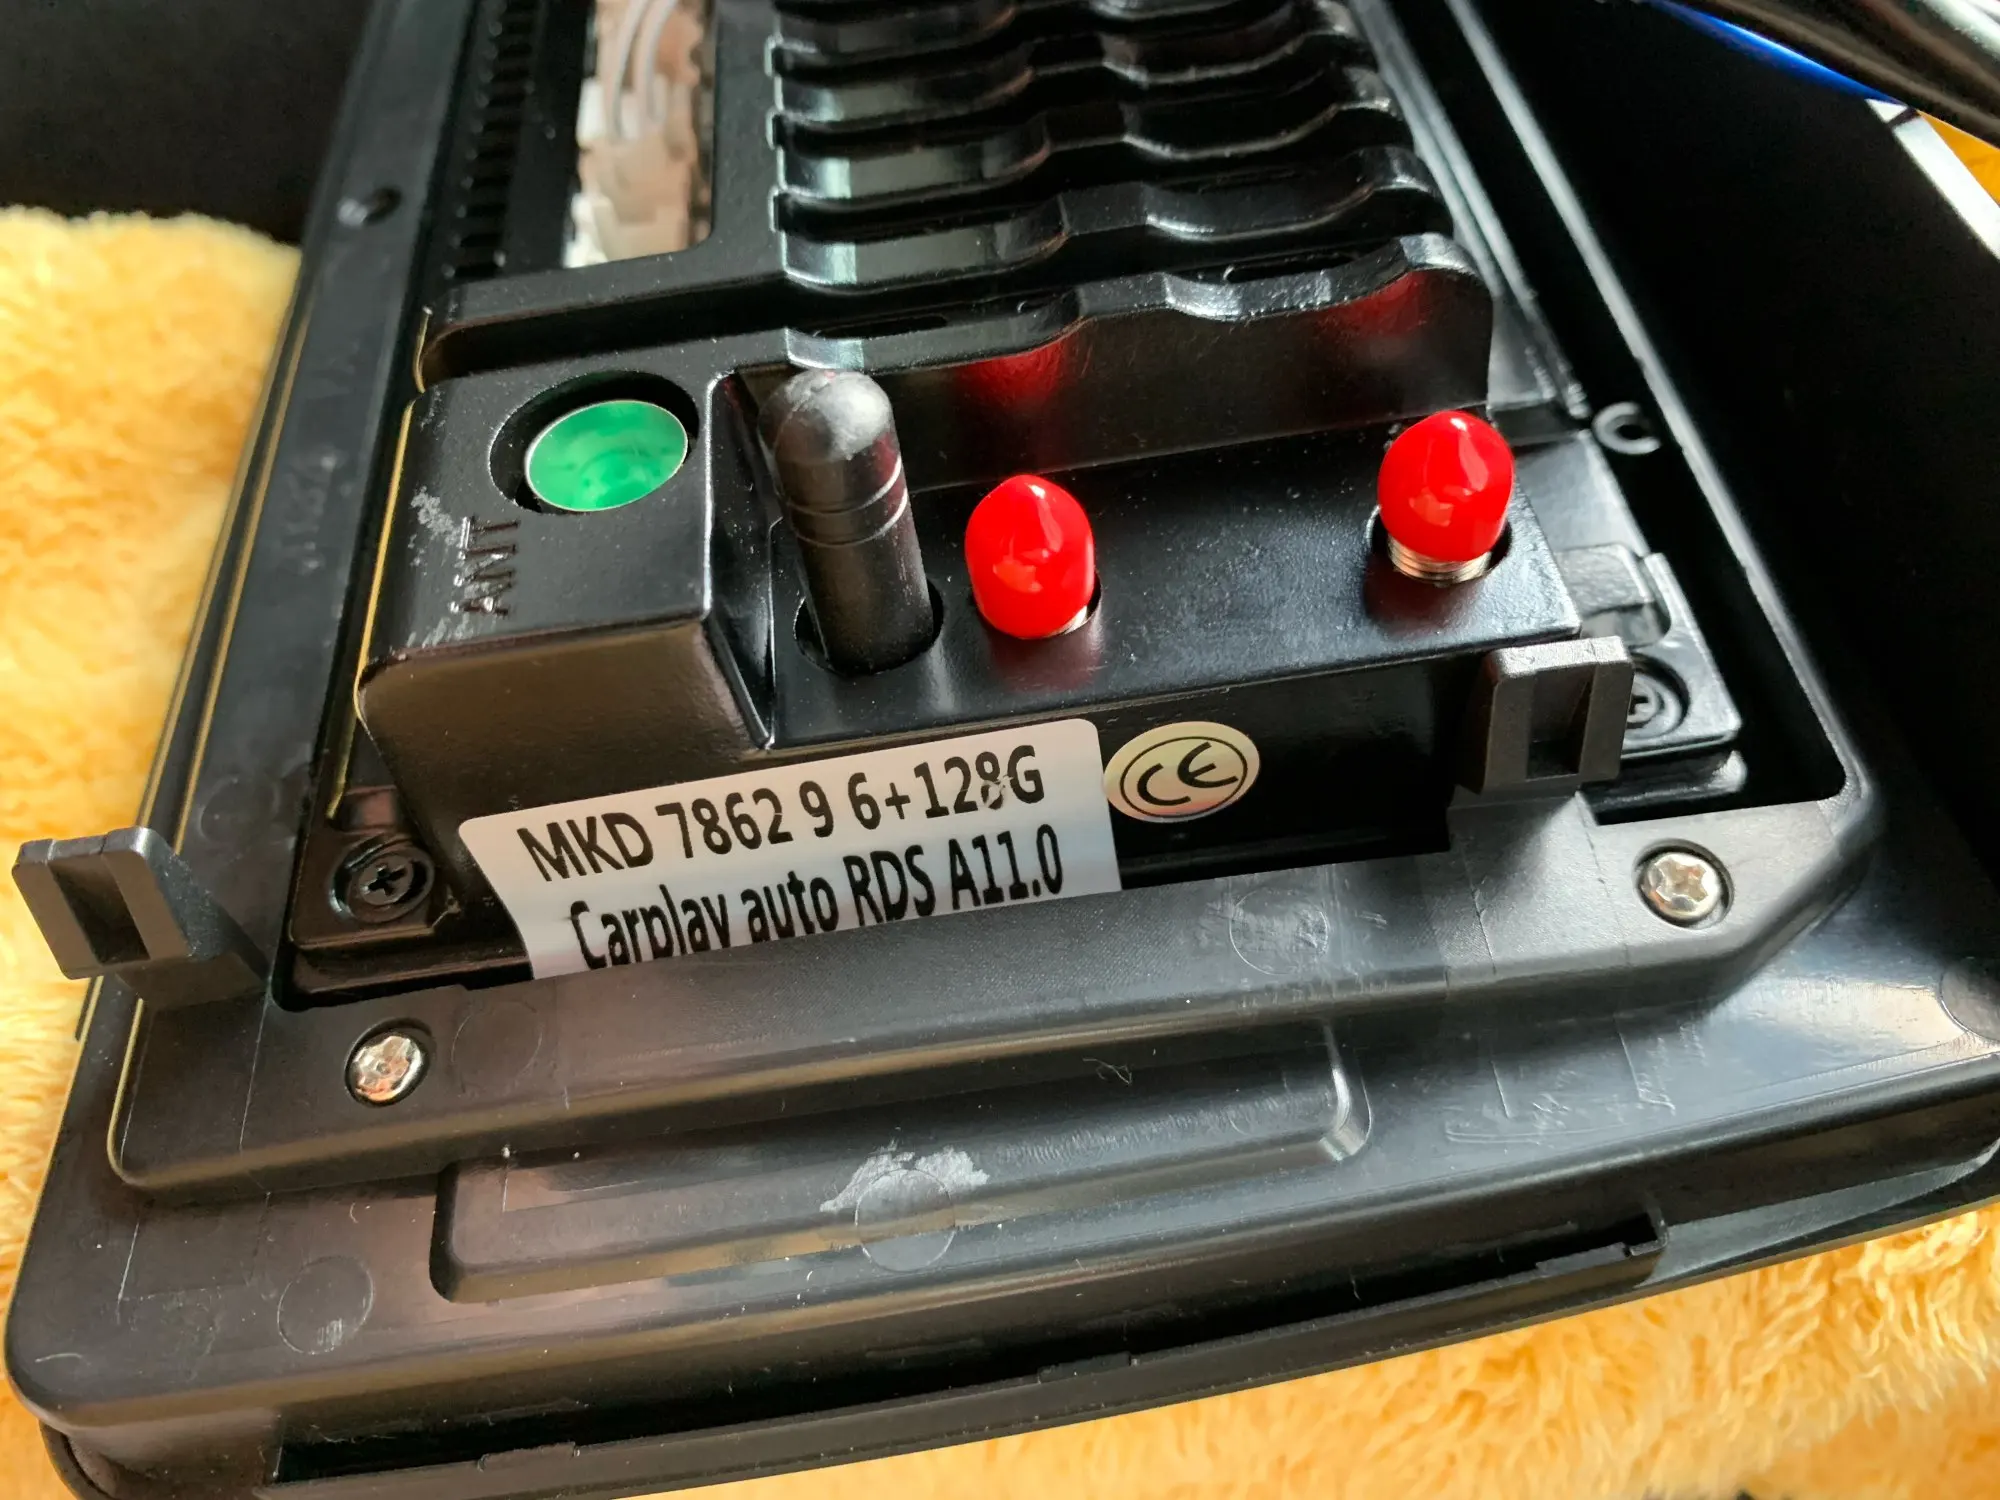 ANT
MKD 7862 9 6+128G
Carplay auto RDS A11.0
CE